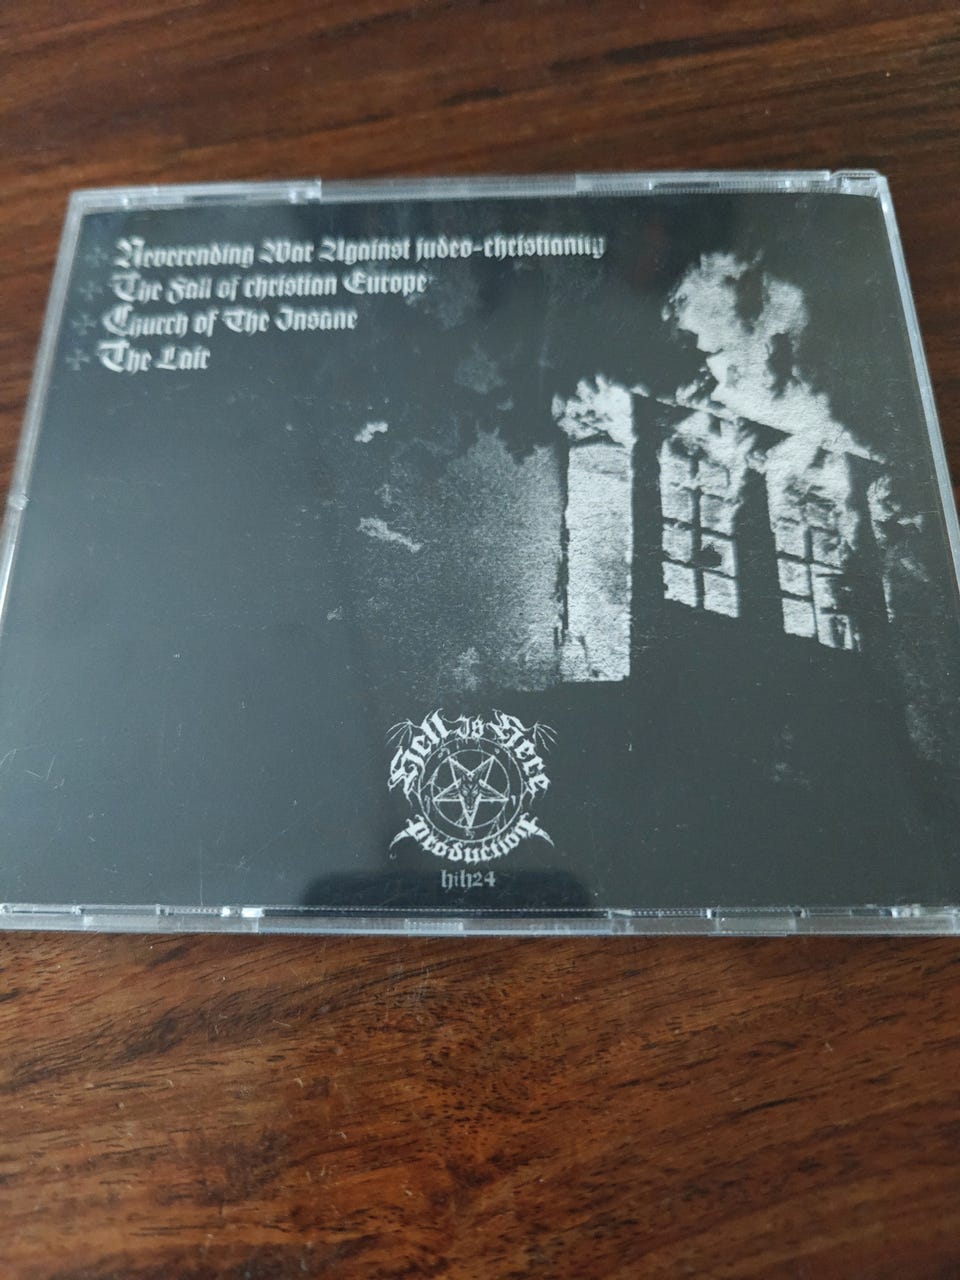 Neverending War Against judeo-christianity
The Fall of christian Europe
Church of The Insane
The Lair
Hell Is Here
Production
hih24